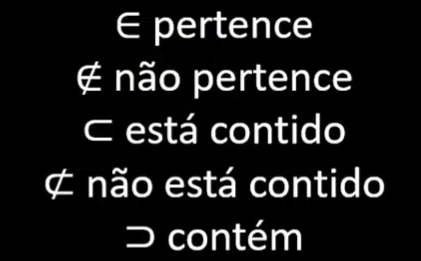 ∈ pertence
∉ não pertence
⊂ está contido
⊄ não está contido
⊃ contém